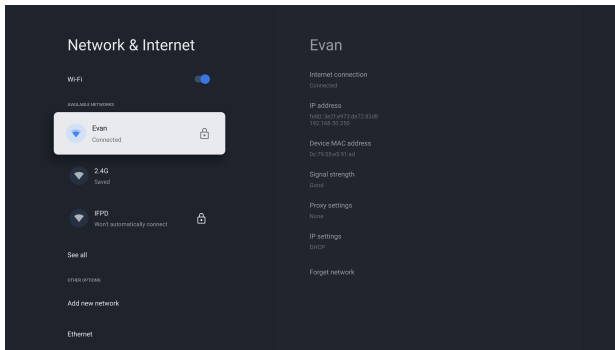 Network & Internet
Wi-Fi
AVAILABLE NETWORKS
Evan
Connected
2.4G
Saved
IFPD
Won't automatically connect
See all
OTHER OPTIONS
Add new network
Ethernet
Evan
Internet connection
Connected
IP address
192.168.50.250
Device MAC address
Signal strength
Good
Proxy settings
None
IP settings
DHCP
Forget network